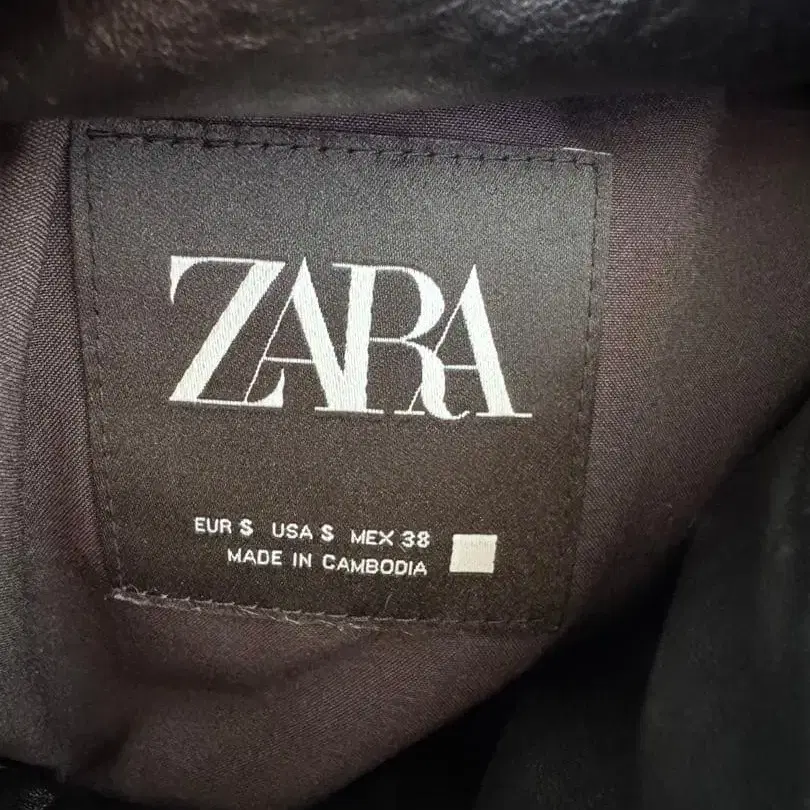 ZARA
EUR S USA S MEX 38
MADE IN CAMBODIA